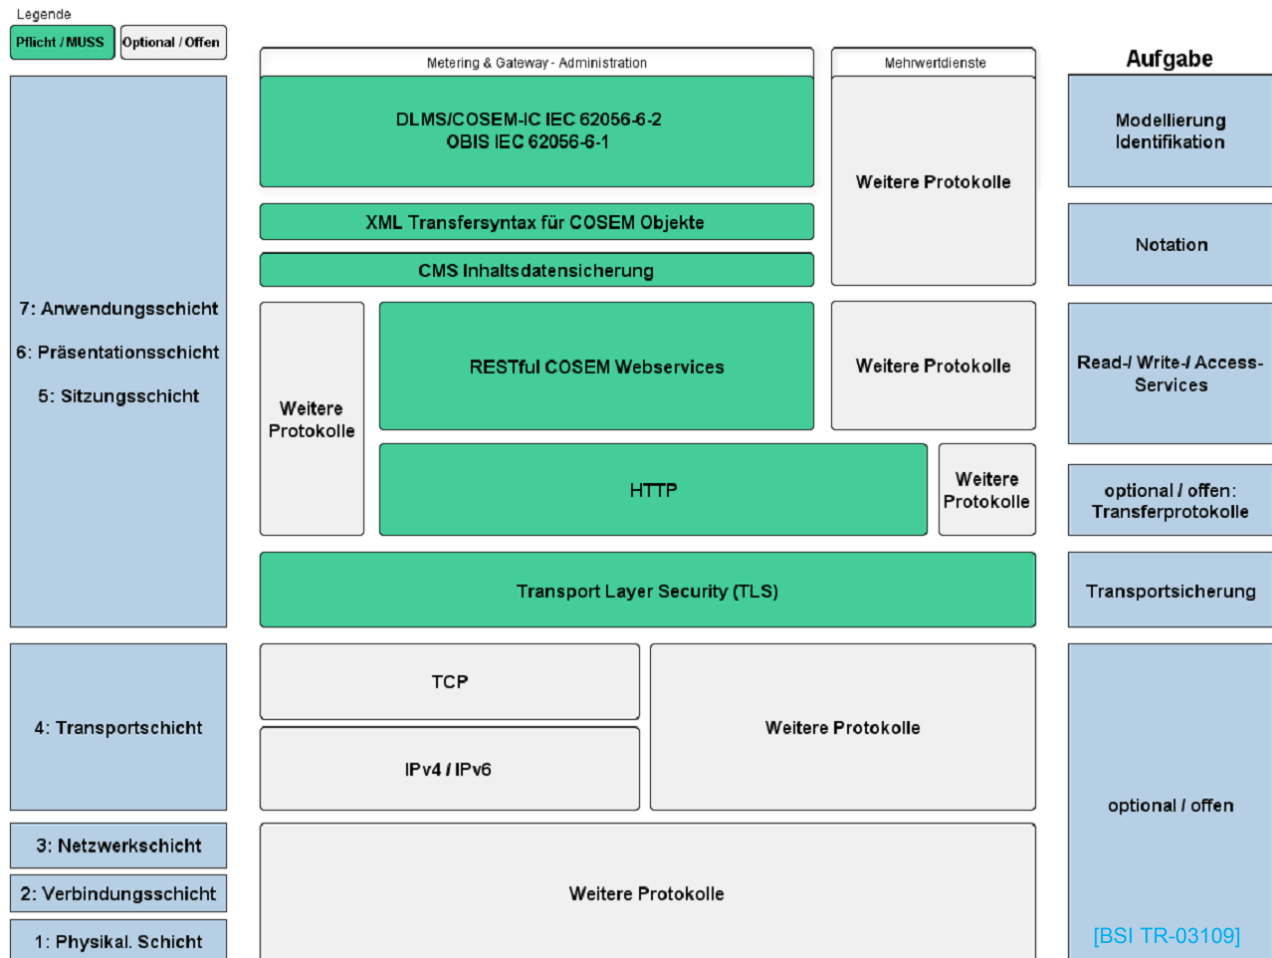 Legende
Pflicht / MUSS
Optional / Offen
Metering & Gateway - Administration
Mehrwertdienste
Aufgabe
DLMS/COSEM-IC IEC 62056-6-2
OBIS IEC 62056-6-1
Weitere Protokolle
Modellierung
Identifikation
XML Transfersyntax für COSEM Objekte
CMS Inhaltsdatensicherung
Notation
7: Anwendungsschicht
6: Präsentationsschicht
5: Sitzungsschicht
Weitere
Protokolle
RESTful COSEM Webservices
Weitere Protokolle
Read-/ Write-/ Access-
Services
HTTP
Weitere
Protokolle
optional / offen:
Transferprotokolle
Transport Layer Security (TLS)
Transportsicherung
4: Transportschicht
TCP
IPv4 / IPv6
Weitere Protokolle
optional / offen
3: Netzwerkschicht
2: Verbindungsschicht
1: Physikal. Schicht
Weitere Protokolle
[BSI TR-03109]